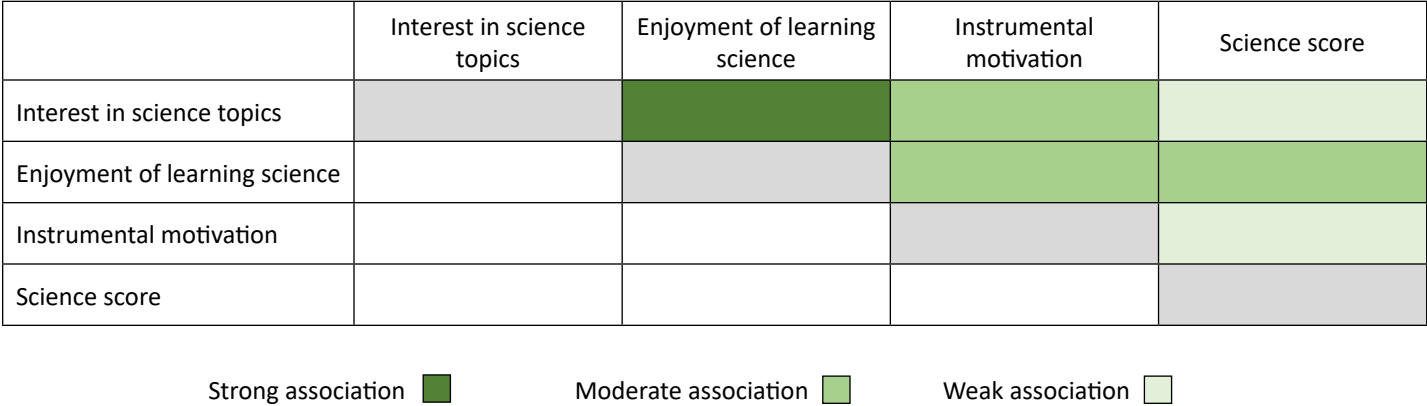 Interest in science
topics
Enjoyment of learning
science
Instrumental
motivation
Science score
Interest in science topics
Enjoyment of learning science
Instrumental motivation
Science score
Strong association
Moderate association
Weak association